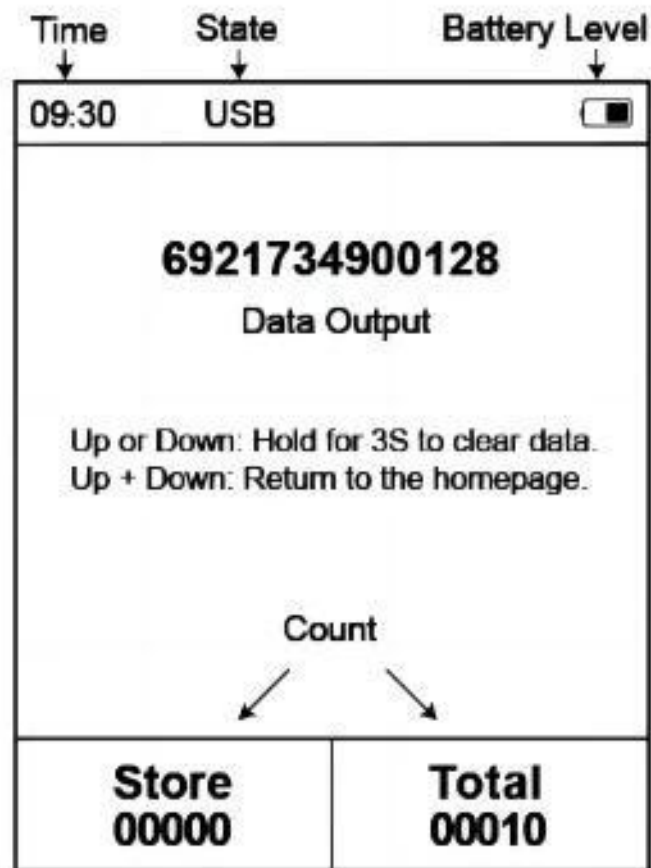 Time State Battery Level
09:30 USB
6921734900128
Data Output
Up or Down: Hold for 3S to clear data.
Up + Down: Return to the homepage.
Count
Store Total
00000 00010